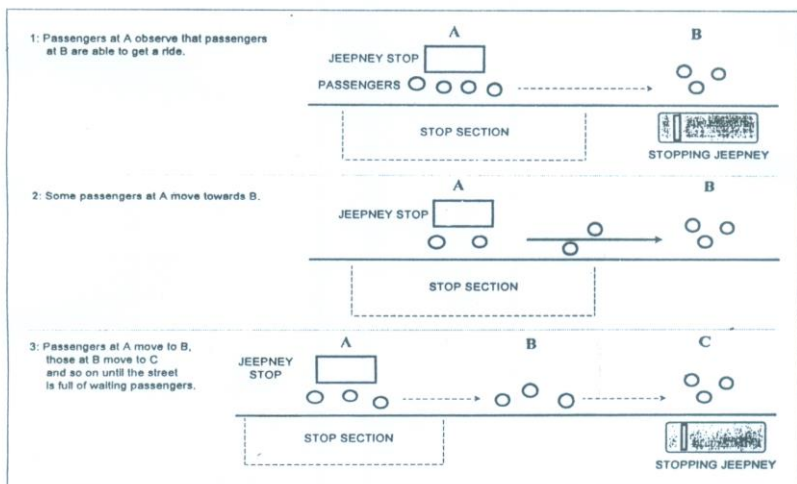 1: Passengers at A observe that passengers
at B are able to get a ride.
A
B
JEEPNEY STOP
PASSENGERS
STOP SECTION
STOPPING JEEPNEY
2: Some passengers at A move towards B.
A
B
JEEPNEY STOP
STOP SECTION
3: Passengers at A move to B,
those at B move to C
and so on until the street
is full of waiting passengers.
A
B
C
JEEPNEY
STOP
STOP SECTION
STOPPING JEEPNEY